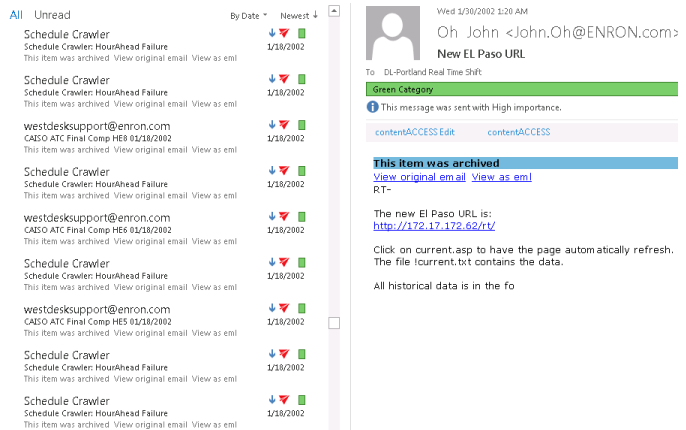 All Unread By Date Newest ↓
Schedule Crawler
Schedule Crawler: HourAhead Failure 1/18/2002
This item was archived View original email View as eml
Schedule Crawler
Schedule Crawler: HourAhead Failure 1/18/2002
This item was archived View original email View as eml
westdesksupport@enron.com
CAISO ATC Final Comp HE8 01/18/2002 1/18/2002
This item was archived View original email View as eml
Schedule Crawler
Schedule Crawler: HourAhead Failure 1/18/2002
This item was archived View original email View as eml
westdesksupport@enron.com
CAISO ATC Final Comp HE6 01/18/2002 1/18/2002
This item was archived View original email View as eml
Schedule Crawler
Schedule Crawler: HourAhead Failure 1/18/2002
This item was archived View original email View as eml
westdesksupport@enron.com
CAISO ATC Final Comp HE5 01/18/2002 1/18/2002
This item was archived View original email View as eml
Schedule Crawler
Schedule Crawler: HourAhead Failure 1/18/2002
This item was archived View original email View as eml
Schedule Crawler
Schedule Crawler: HourAhead Failure 1/18/2002
This item was archived View original email View as eml
Wed 1/30/2002 1:20 AM
Oh John <John.Oh@ENRON.com>
New EL Paso URL
To DL-Portland Real Time Shift
Green Category
This message was sent with High importance.
contentACCESS Edit contentACCESS
This item was archived
View original email View as eml
RT-
The new El Paso URL is:
http://172.17.172.62/rt/
Click on current.asp to have the page automatically refresh.
The file !current.txt contains the data.
All historical data is in the fo